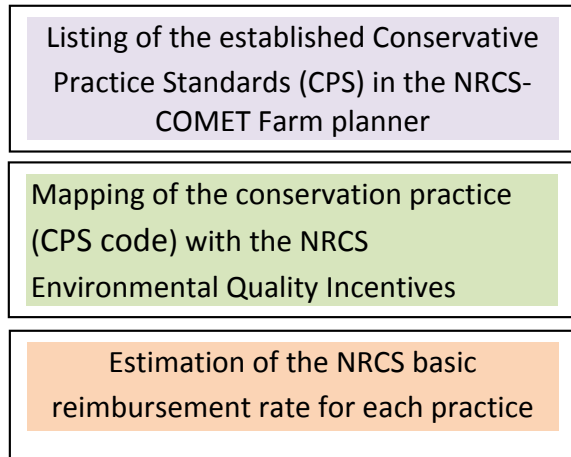 Listing of the established Conservative
Practice Standards (CPS) in the NRCS-
COMET Farm planner
Mapping of the conservation practice
(CPS code) with the NRCS
Environmental Quality Incentives
Estimation of the NRCS basic
reimbursement rate for each practice